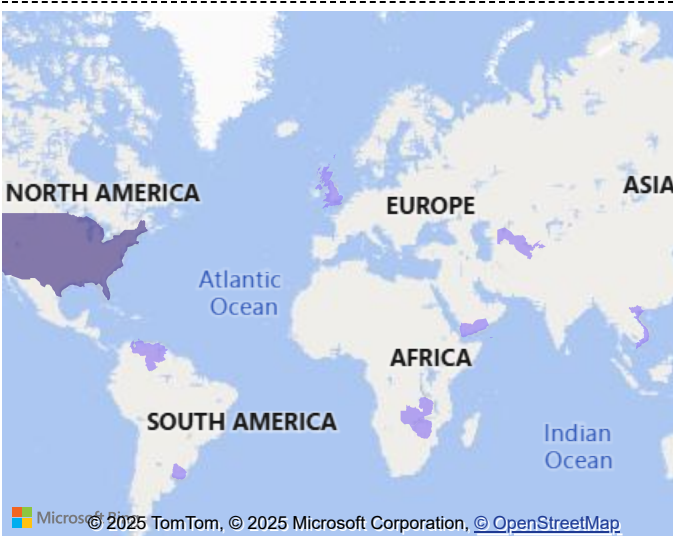 NORTH AMERICA
EUROPE
ASIA
Atlantic
Ocean
AFRICA
SOUTH AMERICA
Indian
Ocean
Microsoft
© 2025 TomTom, © 2025 Microsoft Corporation, © OpenStreetMap